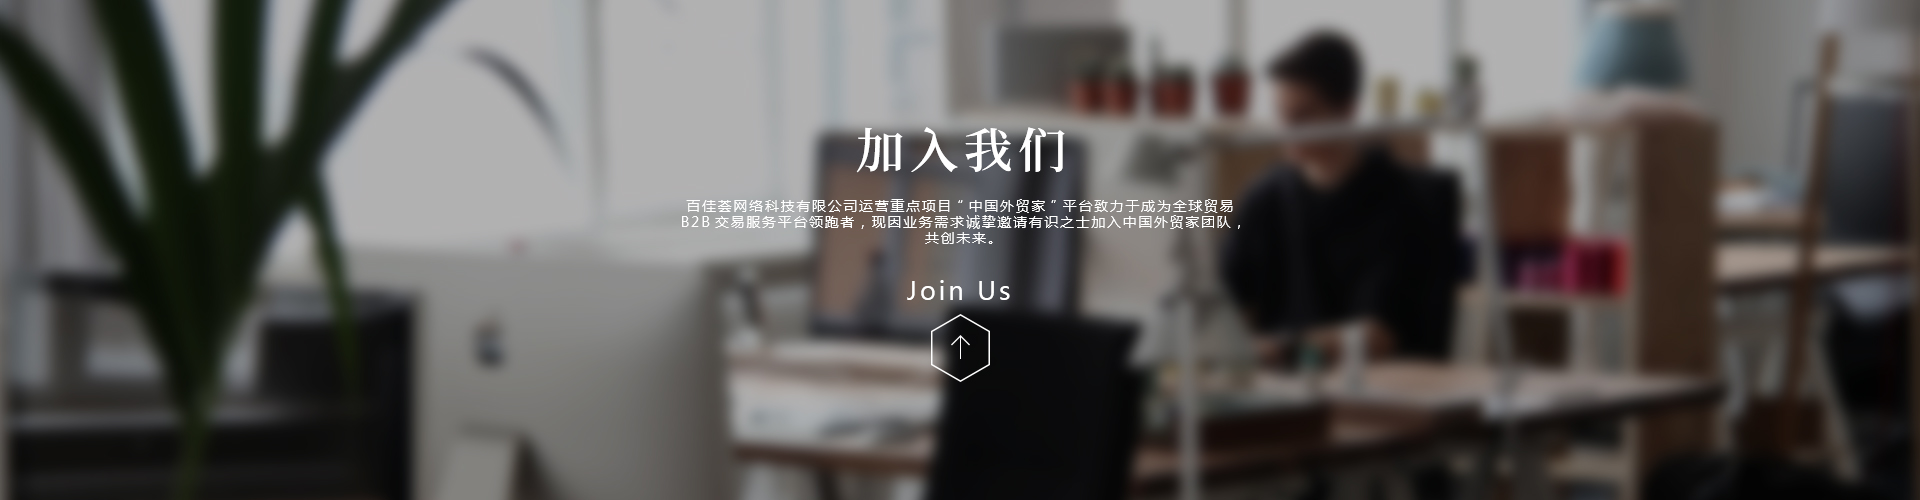 加入我们
百佳荟网络科技有限公司运营重点项目“中国外贸家”平台致力于成为全球贸易
B2B 交易服务平台领跑者，现因业务需求诚挚邀请有识之士加入中国外贸家团队，
共创未来。
Join Us